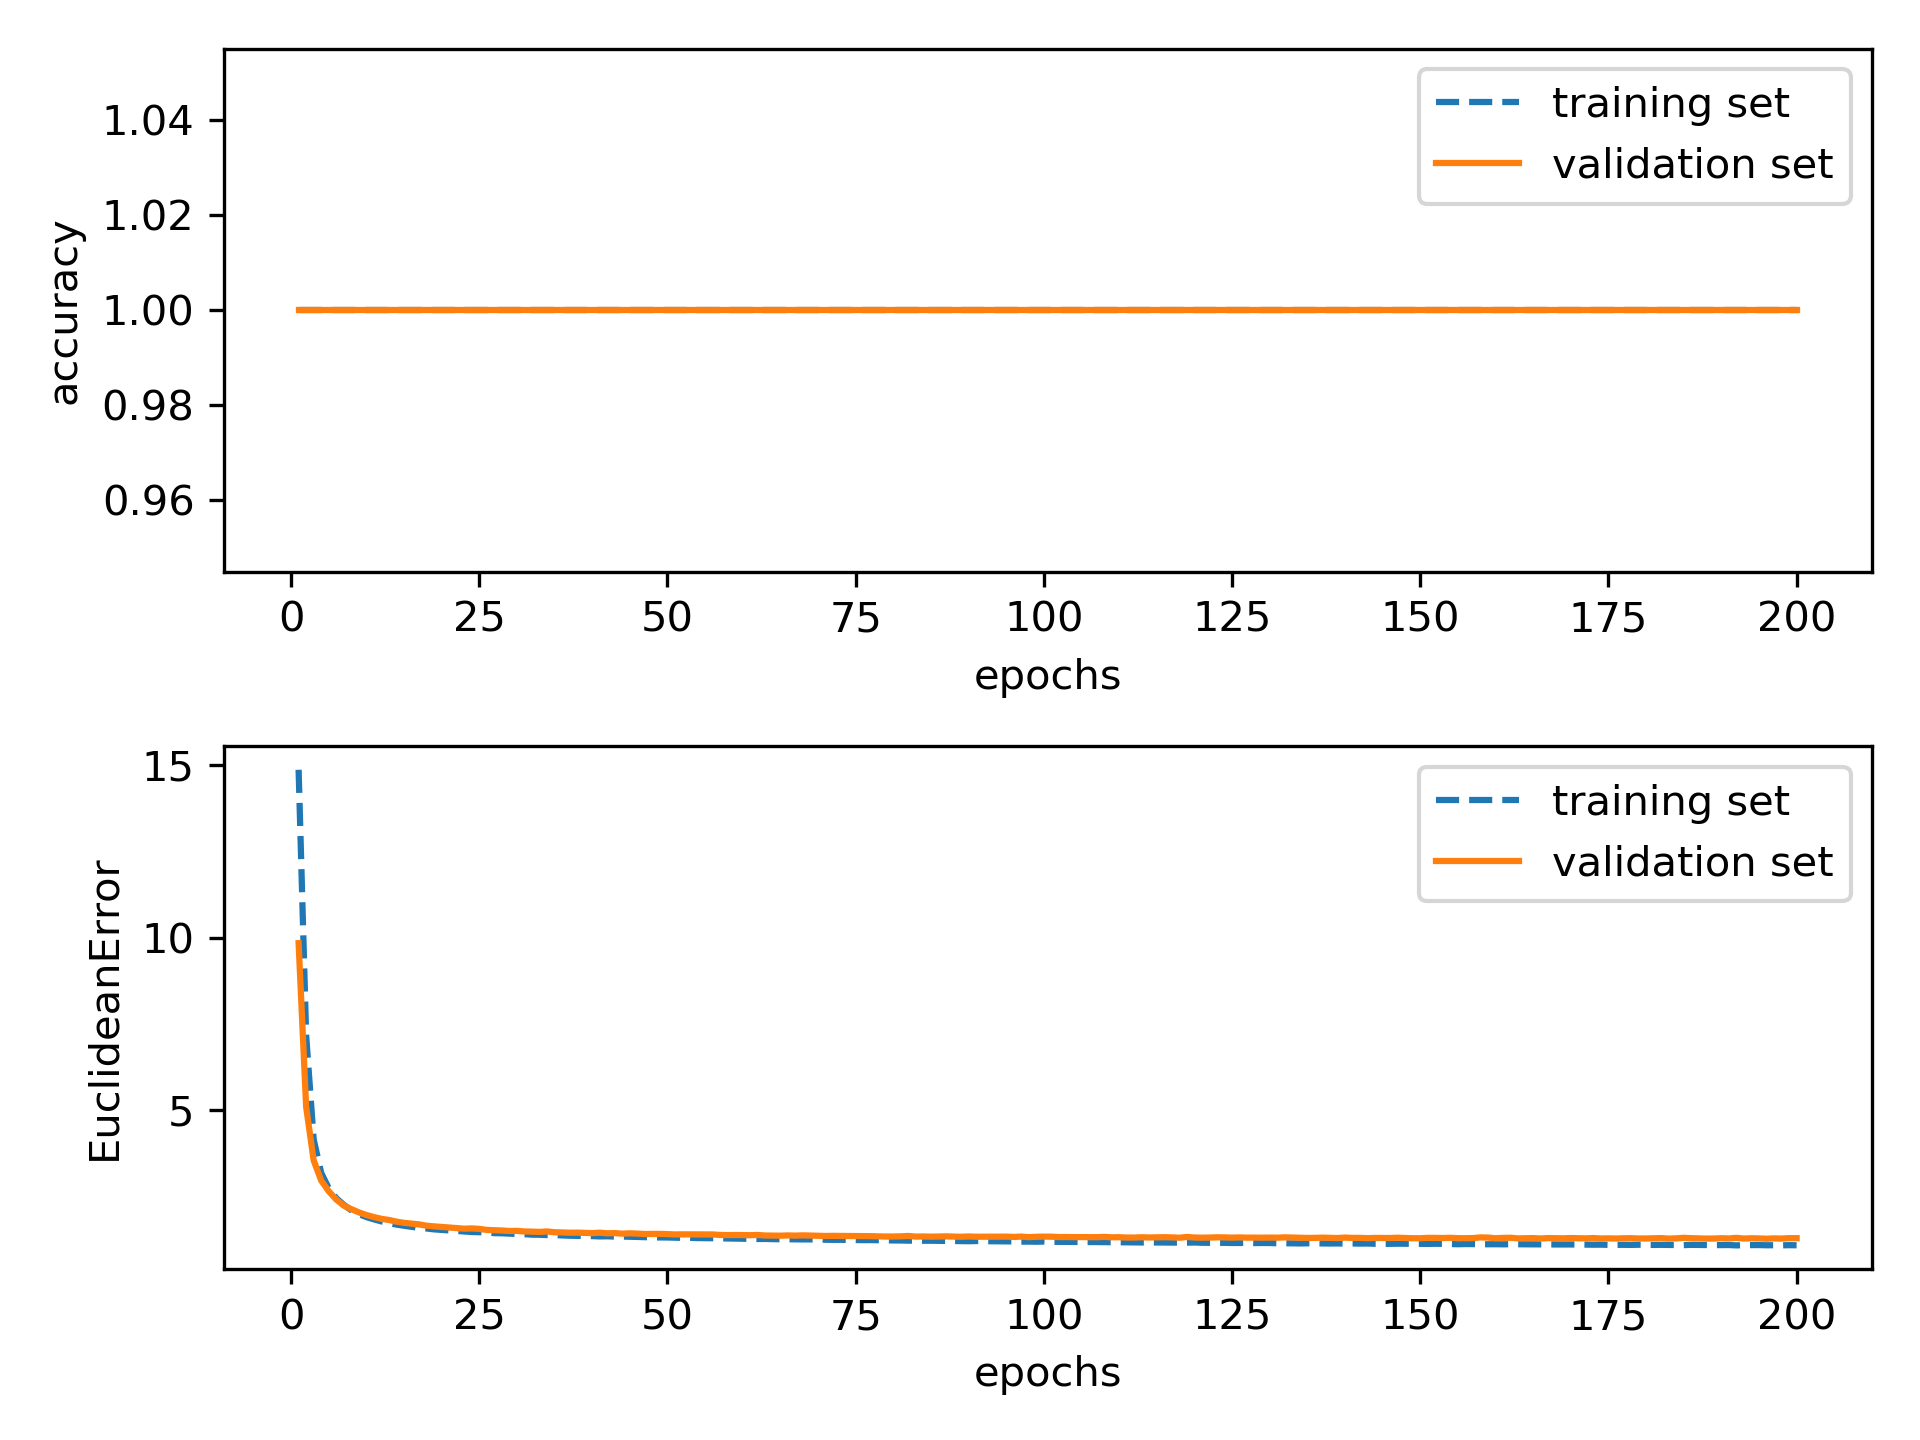 accuracy
1.04
1.02
1.00
0.98
0.96
training set
validation set
0 25 50 75 100 125 150 175 200
epochs
EuclideanError
15
10
5
training set
validation set
0 25 50 75 100 125 150 175 200
epochs